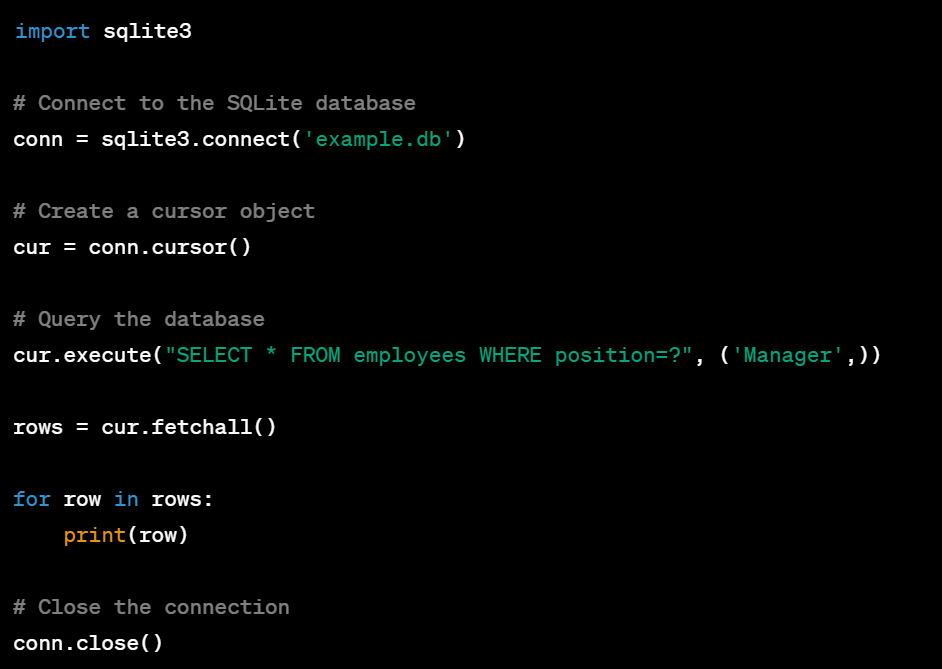 import sqlite3
# Connect to the SQLite database
conn = sqlite3.connect('example.db')
# Create a cursor object
cur = conn.cursor()
# Query the database
cur.execute("SELECT * FROM employees WHERE position=?", ('Manager',))
rows = cur.fetchall()
for row in rows:
    print(row)
# Close the connection
conn.close()